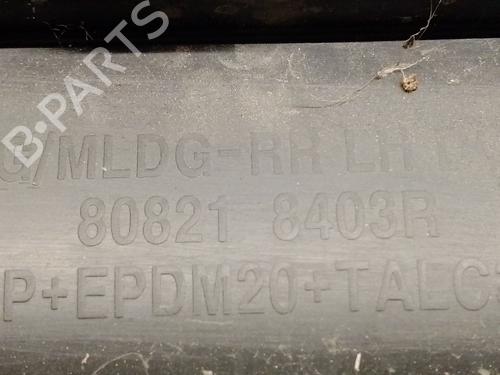 B-PARTS
G/MLDG-RR LH
80821 8403R
P+EPDM20+TALC